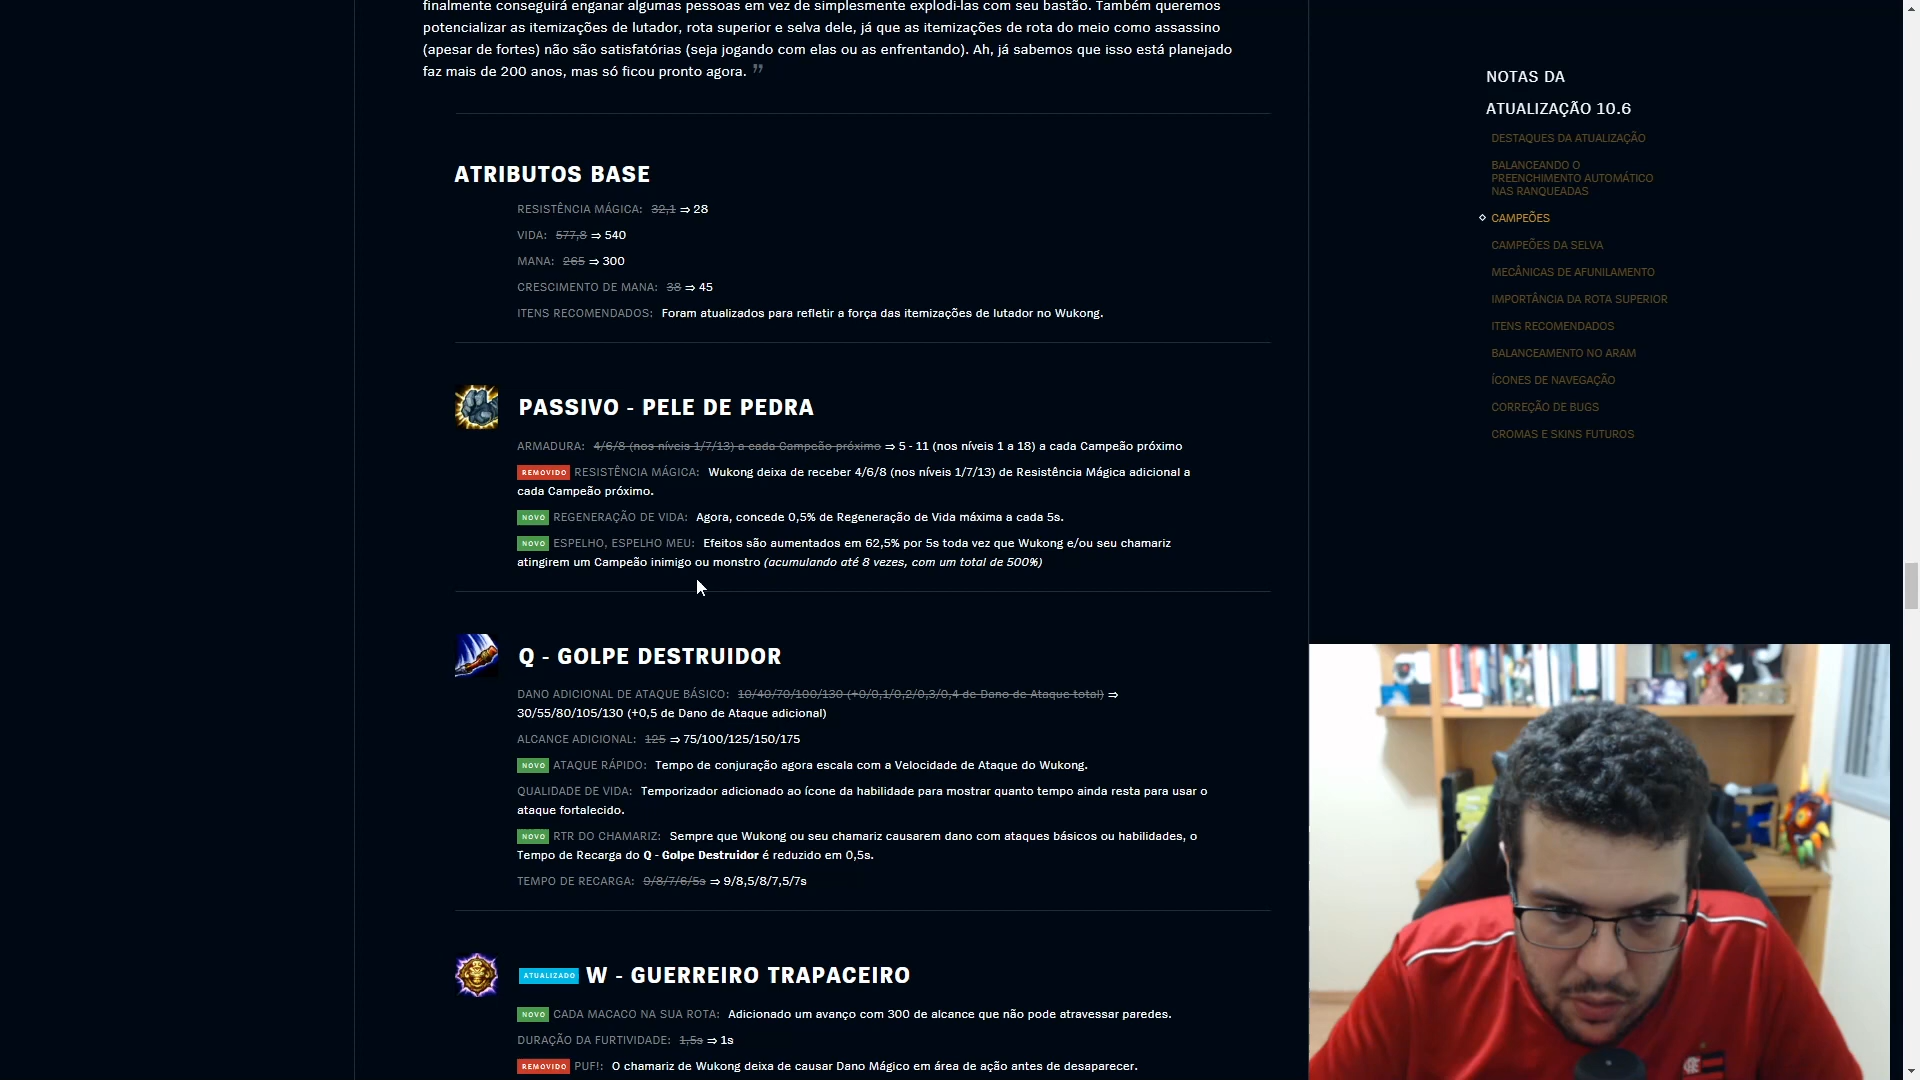 finalmente conseguirá enganar algumas pessoas em vez de simplesmente explodi-las com seu bastão. Também queremos
potencializar as itemizações de lutador, rota superior e selva dele, já que as itemizações de rota do meio como assassino
(apesar de fortes) não são satisfatórias (seja jogando com elas ou as enfrentando). Ah, já sabemos que isso está planejado
faz mais de 200 anos, mas só ficou pronto agora. ”
ATRIBUTOS BASE
RESISTÊNCIA MÁGICA: 32,1 ⇒ 28
VIDA: 577,8 ⇒ 540
MANA: 265 ⇒ 300
CRESCIMENTO DE MANA: 38 ⇒ 45
ITENS RECOMENDADOS: Foram atualizados para refletir a força das itemizações de lutador no Wukong.
PASSIVO - PELE DE PEDRA
ARMADURA: 4/6/8 (nos níveis 1/7/13) a cada Campeão próximo ⇒ 5 - 11 (nos níveis 1 a 18) a cada Campeão próximo
REMOVIDO RESISTÊNCIA MÁGICA: Wukong deixa de receber 4/6/8 (nos níveis 1/7/13) de Resistência Mágica adicional a
cada Campeão próximo.
NOVO REGENERAÇÃO DE VIDA: Agora, concede 0,5% de Regeneração de Vida máxima a cada 5s.
NOVO ESPELHO, ESPELHO MEU: Efeitos são aumentados em 62,5% por 5s toda vez que Wukong e/ou seu chamariz
atingirem um Campeão inimigo ou monstro (acumulando até 8 vezes, com um total de 500%)
Q - GOLPE DESTRUIDOR
DANO ADICIONAL DE ATAQUE BÁSICO: 10/40/70/100/130 (+0/0,1/0,2/0,3/0,4 de Dano de Ataque total) ⇒
30/55/80/105/130 (+0,5 de Dano de Ataque adicional)
ALCANCE ADICIONAL: 125 ⇒ 75/100/125/150/175
NOVO ATAQUE RÁPIDO: Tempo de conjuração agora escala com a Velocidade de Ataque do Wukong.
QUALIDADE DE VIDA: Temporizador adicionado ao ícone da habilidade para mostrar quanto tempo ainda resta para usar o
ataque fortalecido.
NOVO RTR DO CHAMARIZ: Sempre que Wukong ou seu chamariz causarem dano com ataques básicos ou habilidades, o
Tempo de Recarga do Q - Golpe Destruidor é reduzido em 0,5s.
TEMPO DE RECARGA: 9/8/7/6/5s ⇒ 9/8,5/8/7,5/7s
ATUALIZADO W - GUERREIRO TRAPACEIRO
NOVO CADA MACACO NA SUA ROTA: Adicionado um avanço com 300 de alcance que não pode atravessar paredes.
DURAÇÃO DA FURTIVIDADE: 1,5s ⇒ 1s
REMOVIDO PUF!: O chamariz de Wukong deixa de causar Dano Mágico em área de ação antes de desaparecer.
NOTAS DA
ATUALIZAÇÃO 10.6
DESTAQUES DA ATUALIZAÇÃO
BALANCEANDO O
PREENCHIMENTO AUTOMÁTICO
NAS RANQUEADAS
CAMPEÕES
CAMPEÕES DA SELVA
MECÂNICAS DE AFUNILAMENTO
IMPORTÂNCIA DA ROTA SUPERIOR
ITENS RECOMENDADOS
BALANCEAMENTO NO ARAM
ÍCONES DE NAVEGAÇÃO
CORREÇÃO DE BUGS
CROMAS E SKINS FUTUROS